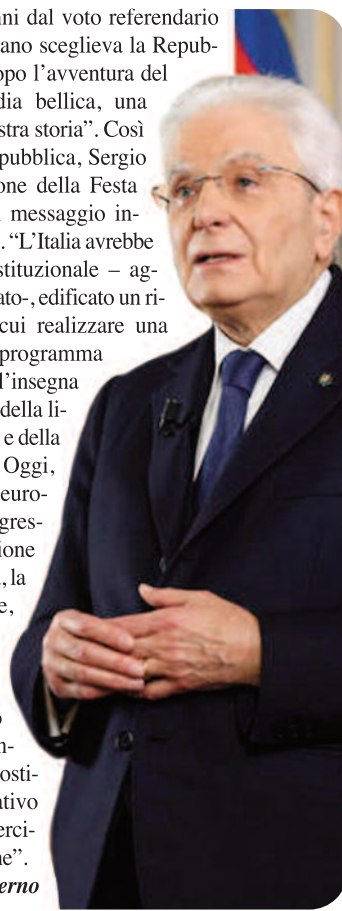 nni dal voto referendario
ano sceglieva la Repub-
opo l’avventura del
dia bellica, una
stra storia”. Così
pubblica, Sergio
one della Festa
messaggio in-
. “L’Italia avrebbe
stituzionale – ag-
ato-, edificato un ri-
cui realizzare una
programma
l’insegna
della li-
e della
Oggi,
euro-
gres-
ione
, la
e,
o
n-
osti-
ativo
erci-
ne”.
erno